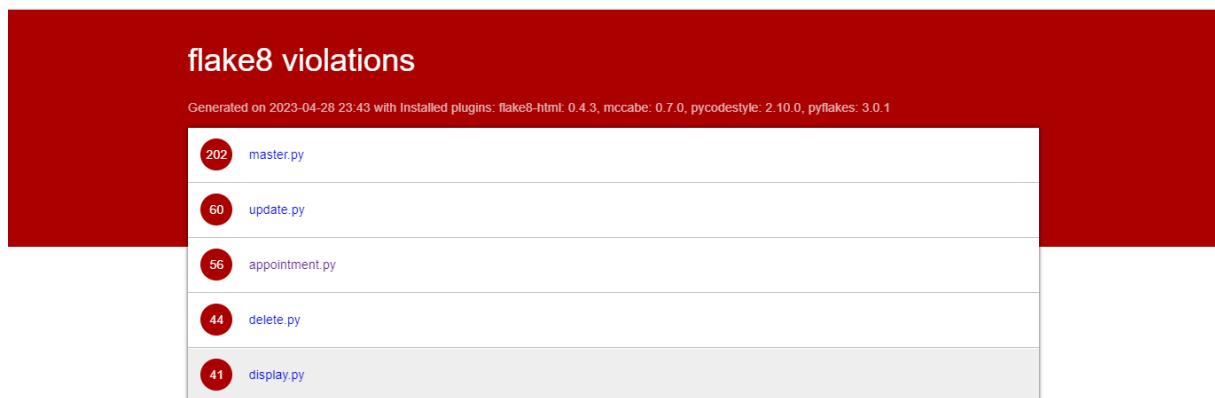 flake8 violations
Generated on 2023-04-28 23:43 with Installed plugins: flake8-html: 0.4.3, mccabe: 0.7.0, pycodestyle: 2.10.0, pyflakes: 3.0.1
202 master.py
60 update.py
56 appointment.py
44 delete.py
41 display.py